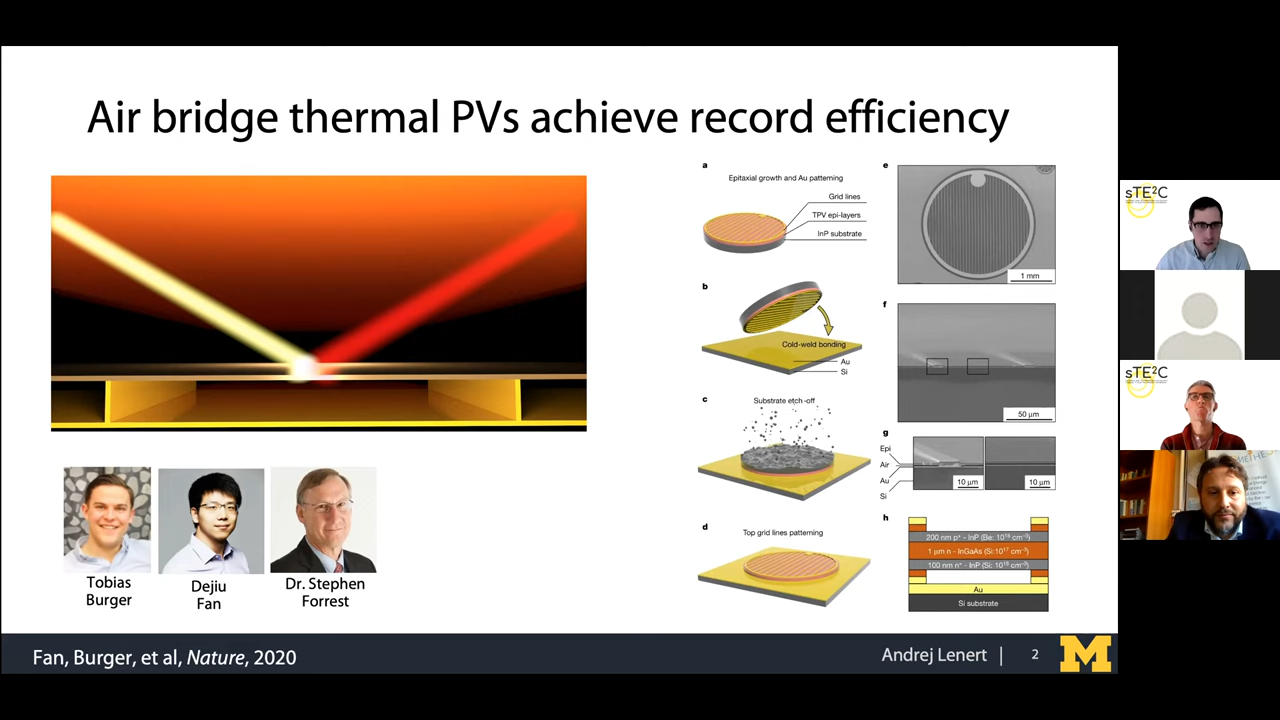 Air bridge thermal PVs achieve record efficiency
a
Epitaxial growth and Au patterning
Grid lines
TPV epi-layers
InP substrate
b
Cold-weld bonding
Au
Si
c
Substrate etch-off
d
Top grid lines patterning
e
1 mm
f
50 μm
g
Epi
Air
Au
Si
10 μm
10 μm
h
200 nm p⁺ - InP (Be: 10¹⁸ cm⁻³)
1 μm n - InGaAs (Si:10¹⁷ cm⁻³)
100 nm n⁺ - InP (Si: 10¹⁸ cm⁻³)
Au
Si substrate
Tobias
Burger
Dejiu
Fan
Dr. Stephen
Forrest
Fan, Burger, et al, Nature, 2020
Andrej Lenert | 2
M
sTE²C
sTE²C